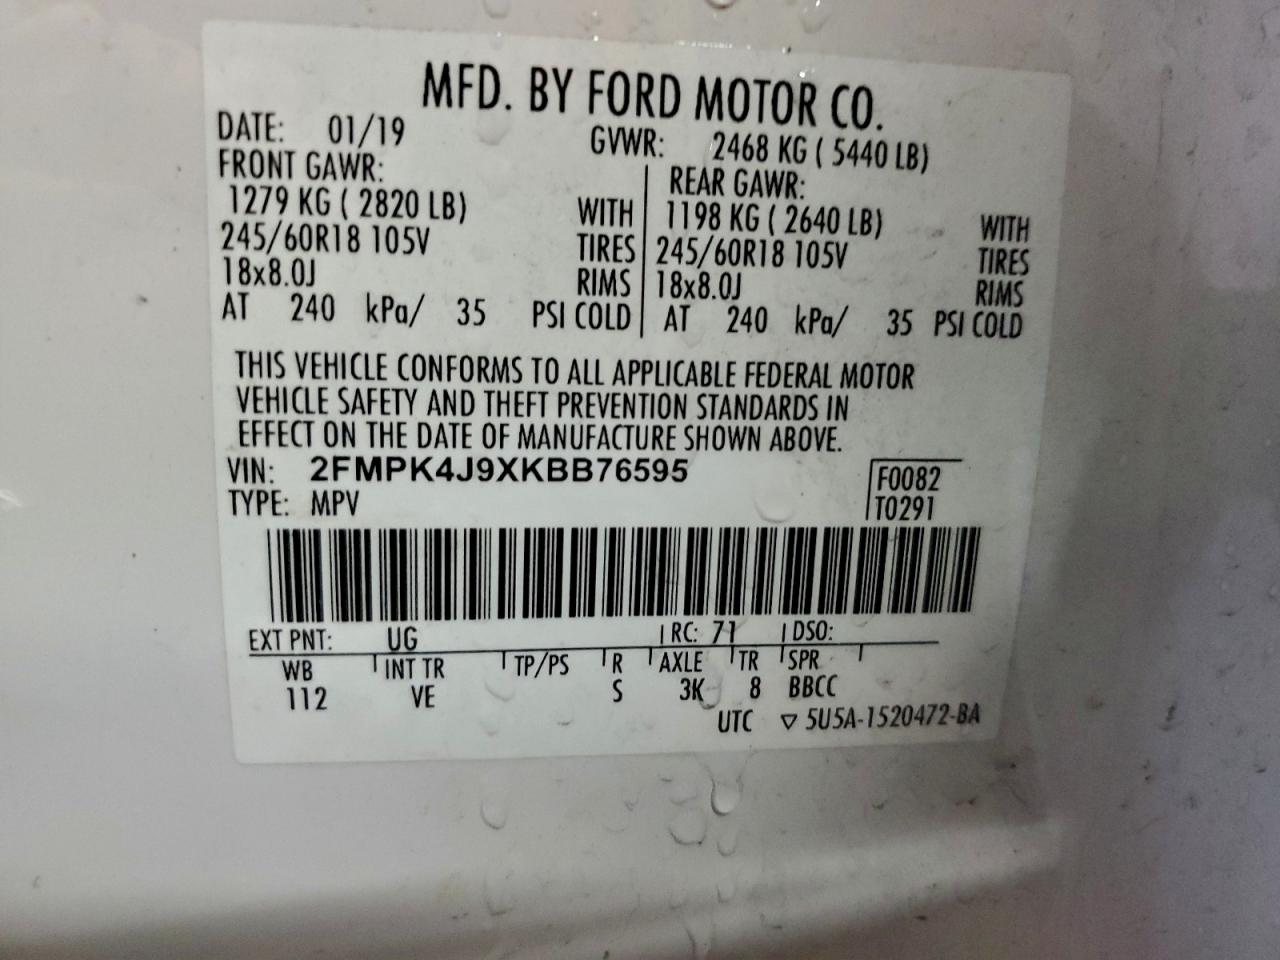 MFD. BY FORD MOTOR CO.
DATE: 01/19 GVWR: 2468 KG ( 5440 LB)
FRONT GAWR: REAR GAWR:
1279 KG ( 2820 LB) WITH 1198 KG ( 2640 LB) WITH
245/60R18 105V TIRES 245/60R18 105V TIRES
18x8.0J RIMS 18x8.0J RIMS
AT 240 kPa/ 35 PSI COLD AT 240 kPa/ 35 PSI COLD
THIS VEHICLE CONFORMS TO ALL APPLICABLE FEDERAL MOTOR
VEHICLE SAFETY AND THEFT PREVENTION STANDARDS IN
EFFECT ON THE DATE OF MANUFACTURE SHOWN ABOVE.
VIN: 2FMPK4J9XKBB76595 F0082
TYPE: MPV T0291
EXT PNT: UG RC: 71 DSO:
WB INT TR TP/PS R AXLE TR SPR
112 VE S 3K 8 BBCC
UTC ▽ 5U5A-1520472-BA